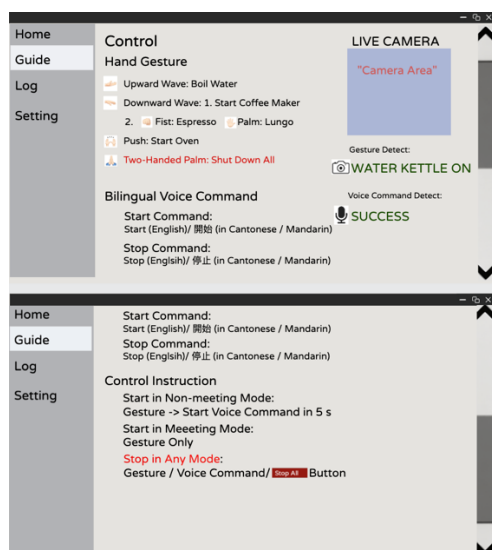 Home
Guide
Log
Setting
Control
Hand Gesture
Upward Wave: Boil Water
Downward Wave: 1. Start Coffee Maker
2. Fist: Espresso Palm: Lungo
Push: Start Oven
Two-Handed Palm: Shut Down All
Bilingual Voice Command
Start Command:
Start (English)/ 開始 (in Cantonese / Mandarin)
Stop Command:
Stop (Englsih)/ 停止 (in Cantonese / Mandarin)
LIVE CAMERA
"Camera Area"
Gesture Detect:
WATER KETTLE ON
Voice Command Detect:
SUCCESS
Home
Guide
Log
Setting
Start Command:
Start (English)/ 開始 (in Cantonese / Mandarin)
Stop Command:
Stop (Englsih)/ 停止 (in Cantonese / Mandarin)
Control Instruction
Start in Non-meeting Mode:
Gesture -> Start Voice Command in 5 s
Start in Meeeting Mode:
Gesture Only
Stop in Any Mode:
Gesture / Voice Command/ Stop All Button